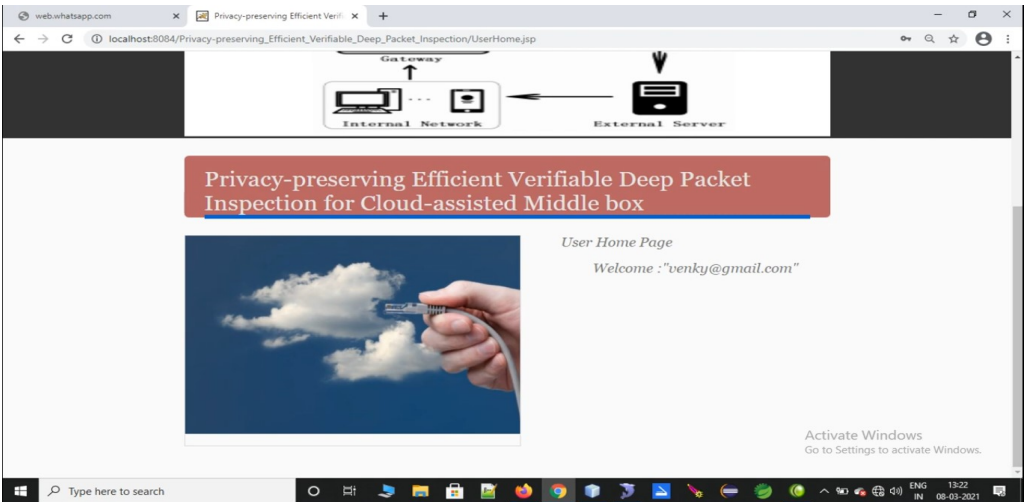 web.whatsapp.com
Privacy-preserving Efficient Verifi
localhost:8084/Privacy-preserving_Efficient_Verifiable_Deep_Packet_Inspection/UserHome.jsp
Gateway
Internal Network
External Server
Privacy-preserving Efficient Verifiable Deep Packet
Inspection for Cloud-assisted Middle box
User Home Page
Welcome :"venky@gmail.com"
Activate Windows
Go to Settings to activate Windows.
Type here to search
ENG
IN
13:22
08-03-2021